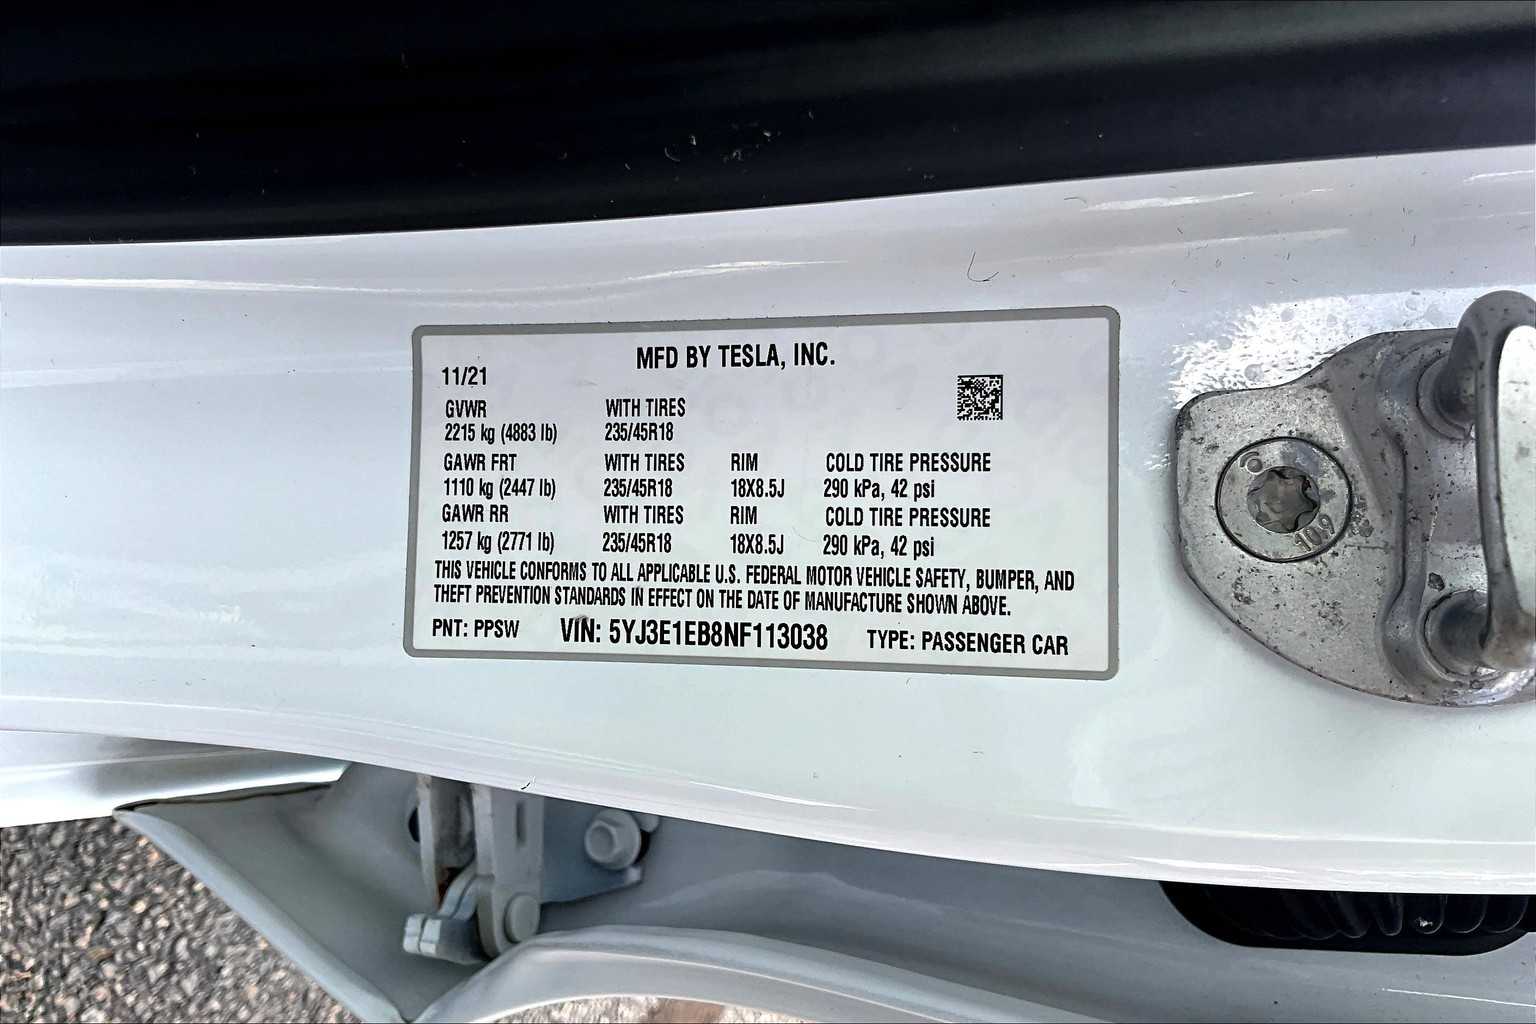 MFD BY TESLA, INC.
11/21
GVWR WITH TIRES
2215 kg (4883 lb) 235/45R18
GAWR FRT WITH TIRES RIM COLD TIRE PRESSURE
1110 kg (2447 lb) 235/45R18 18X8.5J 290 kPa, 42 psi
GAWR RR WITH TIRES RIM COLD TIRE PRESSURE
1257 kg (2771 lb) 235/45R18 18X8.5J 290 kPa, 42 psi
THIS VEHICLE CONFORMS TO ALL APPLICABLE U.S. FEDERAL MOTOR VEHICLE SAFETY, BUMPER, AND
THEFT PREVENTION STANDARDS IN EFFECT ON THE DATE OF MANUFACTURE SHOWN ABOVE.
PNT: PPSW VIN: 5YJ3E1EB8NF113038 TYPE: PASSENGER CAR
10.9